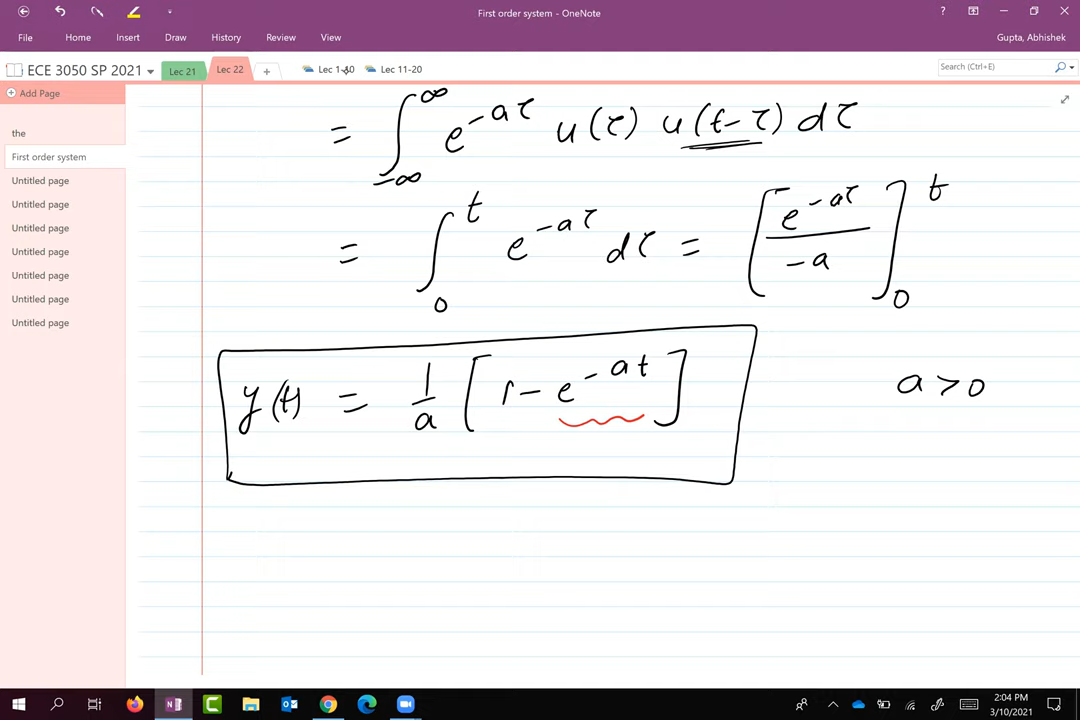 First order system - OneNote
?
File Home Insert Draw History Review View
Gupta, Abhishek
ECE 3050 SP 2021
Lec 21
Lec 22
+
Lec 1-10
Lec 11-20
Search (Ctrl+E)
Add Page
the
First order system
Untitled page
Untitled page
Untitled page
Untitled page
Untitled page
Untitled page
Untitled page
= ∫_{-∞}^{∞} e^{-aτ} u(τ) u(t-τ) dτ
= ∫_0^t e^{-aτ} dτ = [e^{-aτ}/-a]_0^t
y(t) = 1/a [1 - e^{-at}]
a > 0
2:04 PM
3/10/2021